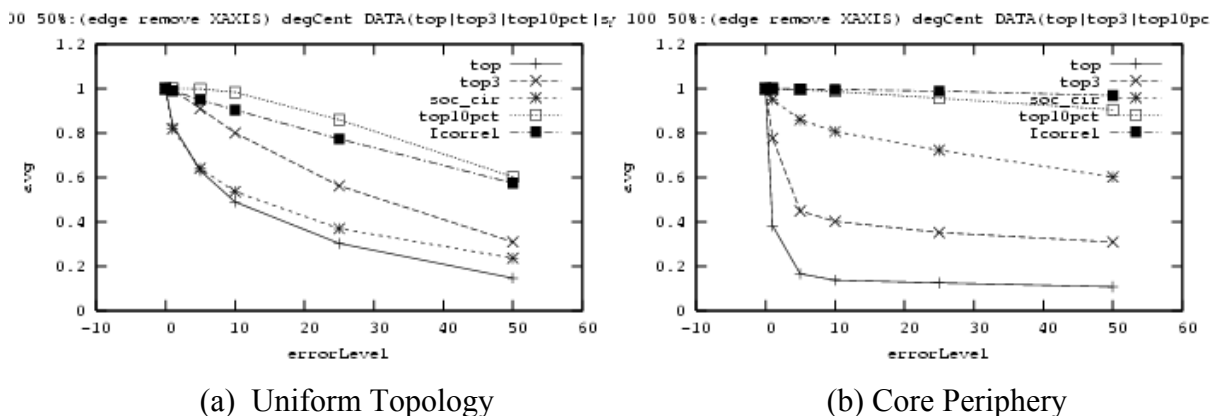 00 50%:(edge remove XAXIS) degCent DATA(top|top3|top10pct|sy
1.2
1
0.8
0.6
0.4
0.2
0
avg
top
top3
soc_cir
top10pct
Icorrel
-10 0 10 20 30 40 50 60
errorLevel
(a) Uniform Topology
100 50%:(edge remove XAXIS) degCent DATA(top|top3|top10pc
1.2
1
0.8
0.6
0.4
0.2
0
avg
top
top3
soc_cir
top10pct
Icorrel
-10 0 10 20 30 40 50 60
errorLevel
(b) Core Periphery